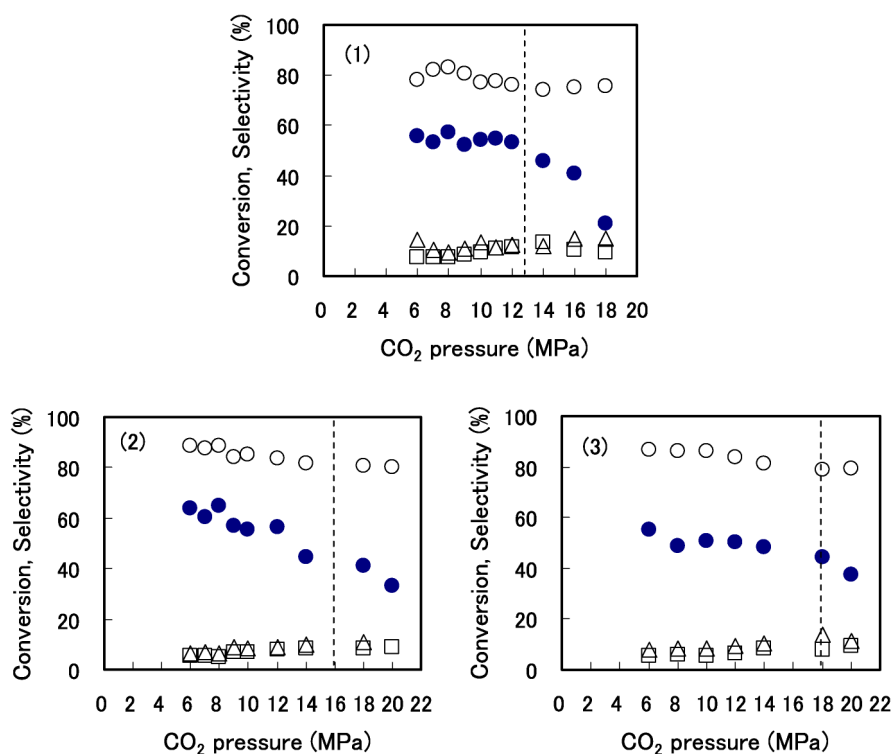 Conversion, Selectivity (%)
(1)
100
80
60
40
20
0
0 2 4 6 8 10 12 14 16 18 20
CO₂ pressure (MPa)
Conversion, Selectivity (%)
(2)
100
80
60
40
20
0
0 2 4 6 8 10 12 14 16 18 20 22
CO₂ pressure (MPa)
Conversion, Selectivity (%)
(3)
100
80
60
40
20
0
0 2 4 6 8 10 12 14 16 18 20 22
CO₂ pressure (MPa)